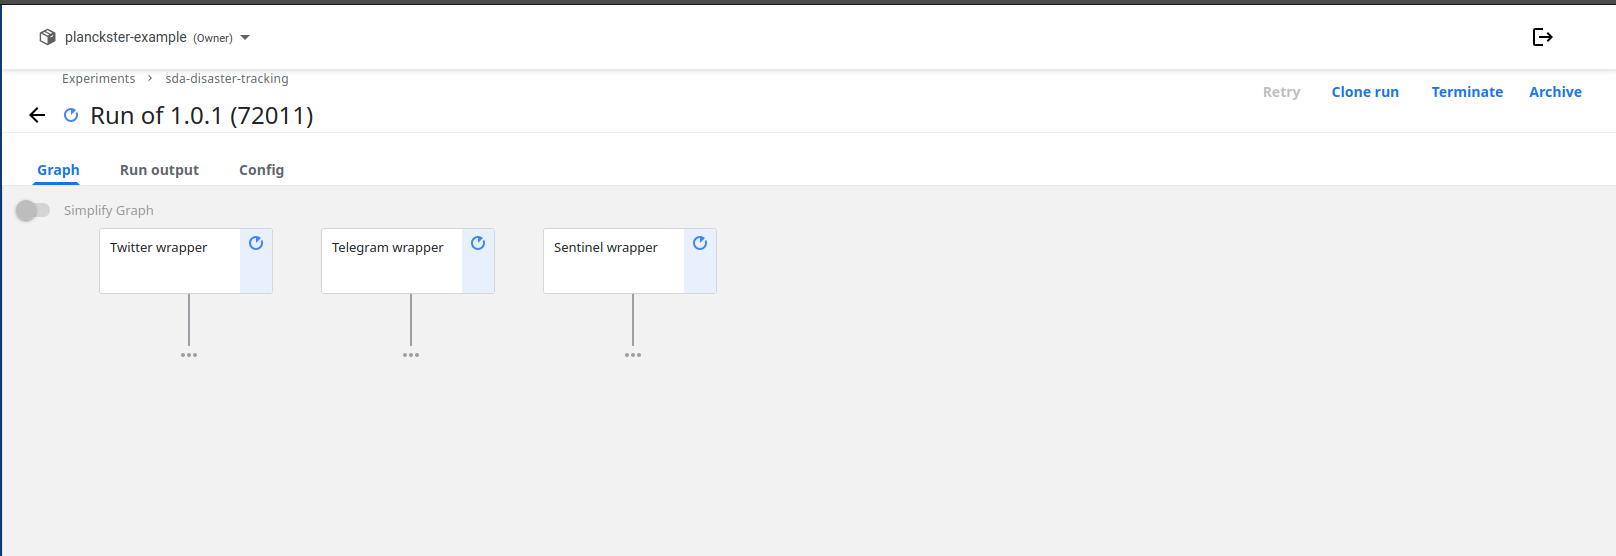 planckster-example (Owner)
Experiments > sda-disaster-tracking
Retry Clone run Terminate Archive
Run of 1.0.1 (72011)
Graph Run output Config
Simplify Graph
Twitter wrapper Telegram wrapper Sentinel wrapper